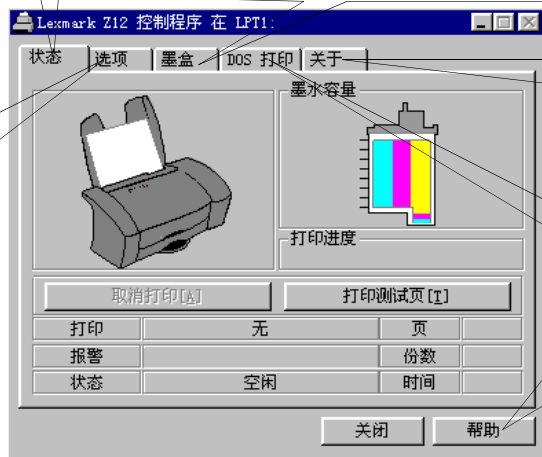 Lexmark Z12 控制程序 在 LPT1:
状态 选项 墨盒 DOS 打印 关于
墨水容量
打印进度
取消打印[A] 打印测试页[T]
打印 无 页
报警 份数
状态 空闲 时间
关闭 帮助